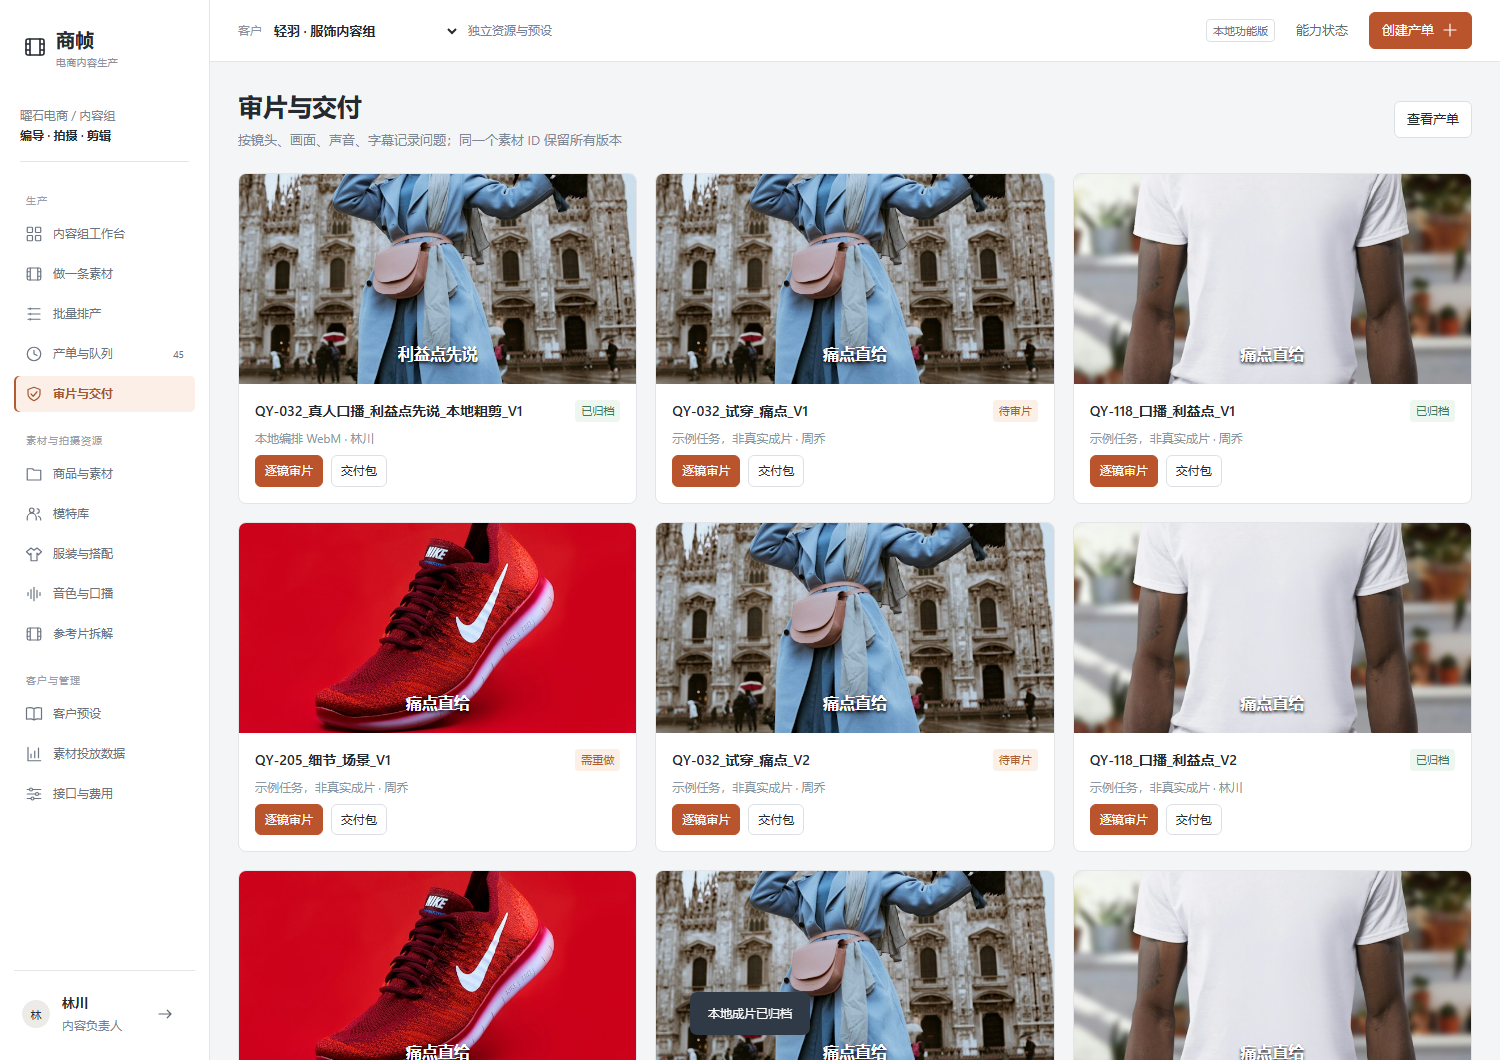 商帧
电商内容生产
曜石电商 / 内容组
编导 · 拍摄 · 剪辑
生产
内容组工作台
做一条素材
批量排产
产单与队列 45
审片与交付
素材与拍摄资源
商品与素材
模特库
服装与搭配
音色与口播
参考片拆解
客户与管理
客户预设
素材投放数据
接口与费用
林 林川
内容负责人
客户 轻羽 · 服饰内容组 独立资源与预设
本地功能版 能力状态 创建产单
审片与交付
按镜头、画面、声音、字幕记录问题；同一个素材 ID 保留所有版本
查看产单
利益点先说
QY-032_真人口播_利益点先说_本地粗剪_V1 已归档
本地编排 WebM · 林川
逐镜审片 交付包
痛点直给
QY-032_试穿_痛点_V1 待审片
示例任务，非真实成片 · 周乔
逐镜审片 交付包
痛点直给
QY-118_口播_利益点_V1 已归档
示例任务，非真实成片 · 周乔
逐镜审片 交付包
NIKE
痛点直给
QY-205_细节_场景_V1 需重做
示例任务，非真实成片 · 周乔
逐镜审片 交付包
痛点直给
QY-032_试穿_痛点_V2 待审片
示例任务，非真实成片 · 周乔
逐镜审片 交付包
痛点直给
QY-118_口播_利益点_V2 已归档
示例任务，非真实成片 · 林川
逐镜审片 交付包
NIKE
痛点直给
痛点直给
痛点直给
本地成片已归档